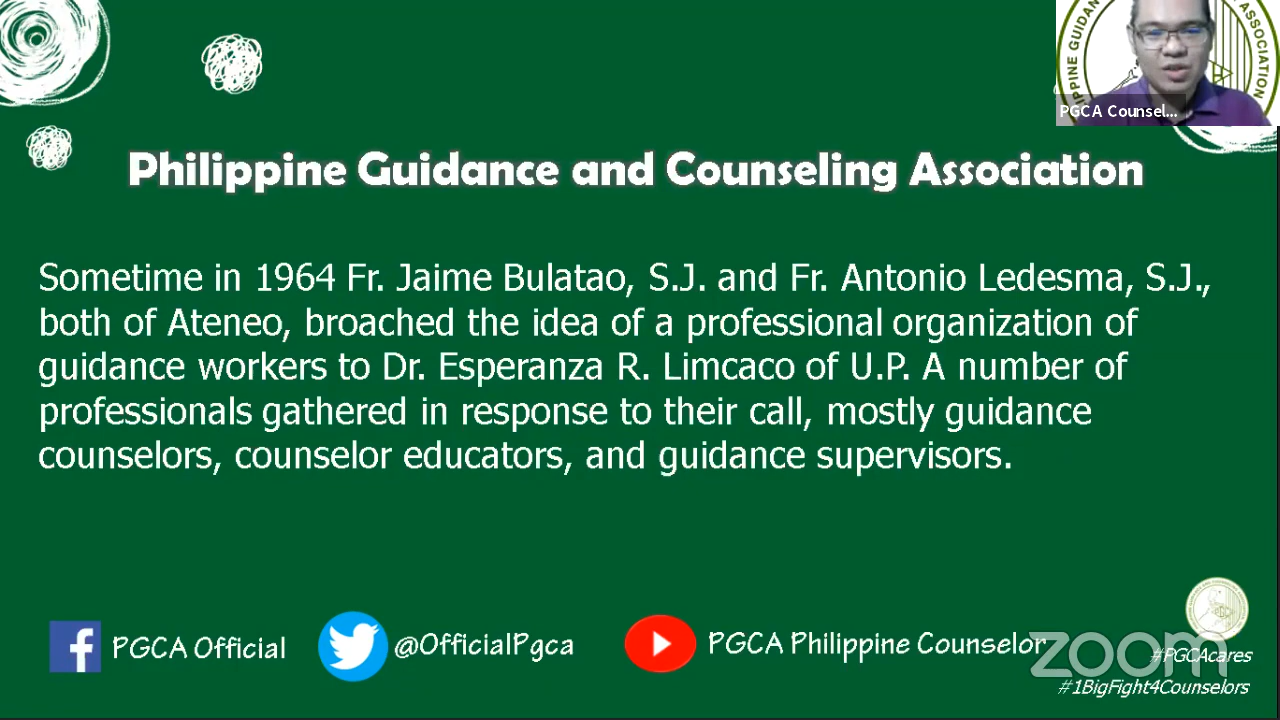 PGCA Counsel...
Philippine Guidance and Counseling Association
Sometime in 1964 Fr. Jaime Bulatao, S.J. and Fr. Antonio Ledesma, S.J.,
both of Ateneo, broached the idea of a professional organization of
guidance workers to Dr. Esperanza R. Limcaco of U.P. A number of
professionals gathered in response to their call, mostly guidance
counselors, counselor educators, and guidance supervisors.
PGCA Official
@OfficialPgca
PGCA Philippine Counselor
zoom
#PGCAcares
#1BigFight4Counselors